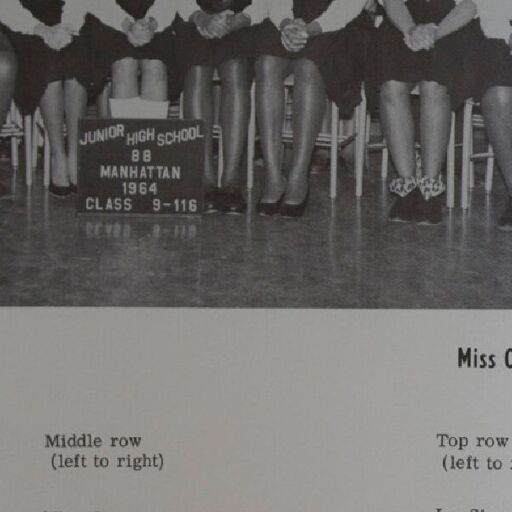 JUNIOR HIGH SCHOOL
88
MANHATTAN
1964
CLASS 9-116
Miss
Middle row
(left to right)
Top row
(left to